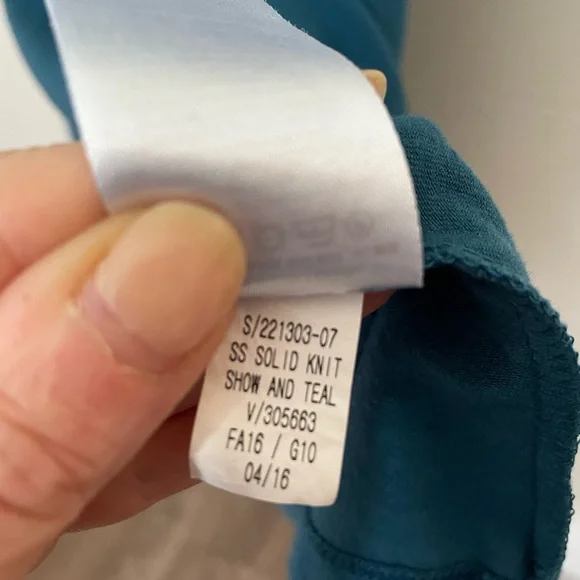 S/221303-07
SS SOLID KNIT
SHOW AND TEAL
V/305663
FA16 / G10
04/16